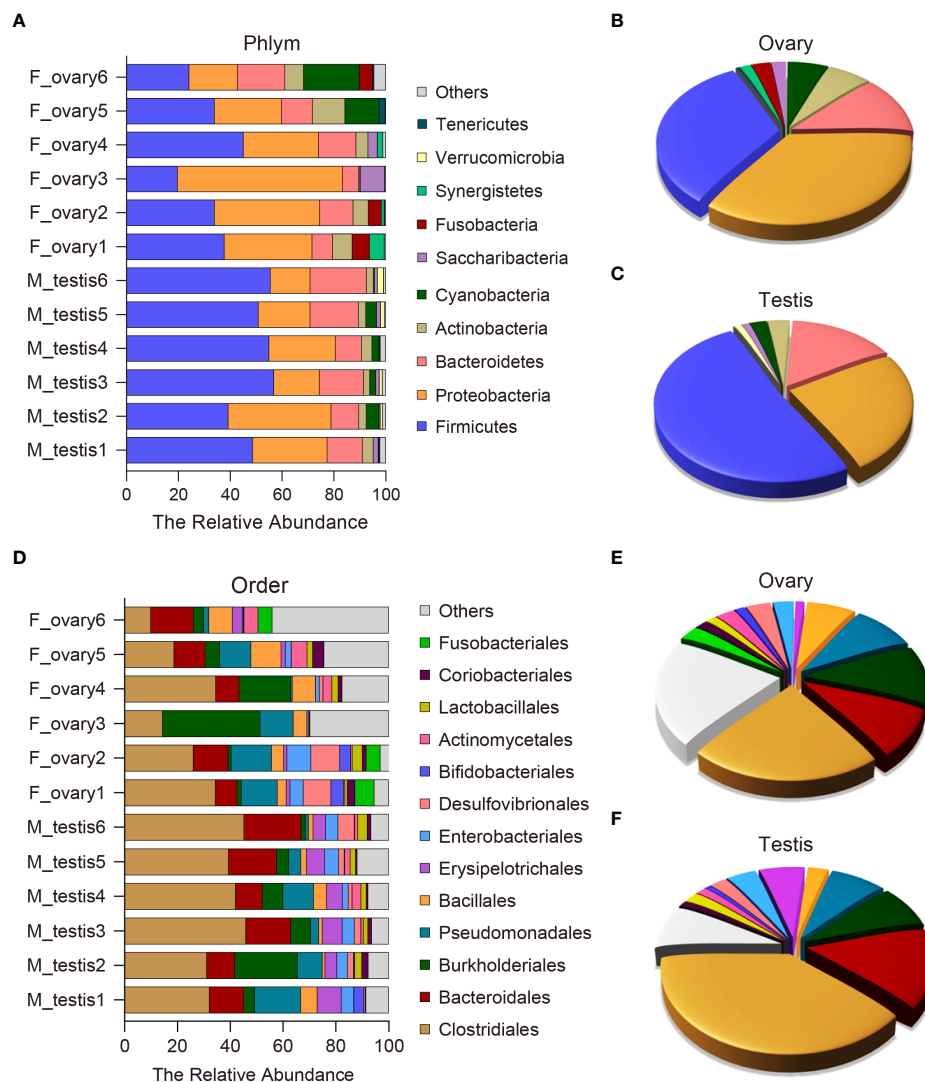 A
Phlym
F_ovary6
F_ovary5
F_ovary4
F_ovary3
F_ovary2
F_ovary1
M_testis6
M_testis5
M_testis4
M_testis3
M_testis2
M_testis1
0 20 40 60 80 100
The Relative Abundance
Others
Tenericutes
Verrucomicrobia
Synergistetes
Fusobacteria
Saccharibacteria
Cyanobacteria
Actinobacteria
Bacteroidetes
Proteobacteria
Firmicutes
B
Ovary
C
Testis
D
Order
F_ovary6
F_ovary5
F_ovary4
F_ovary3
F_ovary2
F_ovary1
M_testis6
M_testis5
M_testis4
M_testis3
M_testis2
M_testis1
0 20 40 60 80 100
The Relative Abundance
Others
Fusobacteriales
Coriobacteriales
Lactobacillales
Actinomycetales
Bifidobacteriales
Desulfovibrionales
Enterobacteriales
Erysipelotrichales
Bacillales
Pseudomonadales
Burkholderiales
Bacteroidales
Clostridiales
E
Ovary
F
Testis